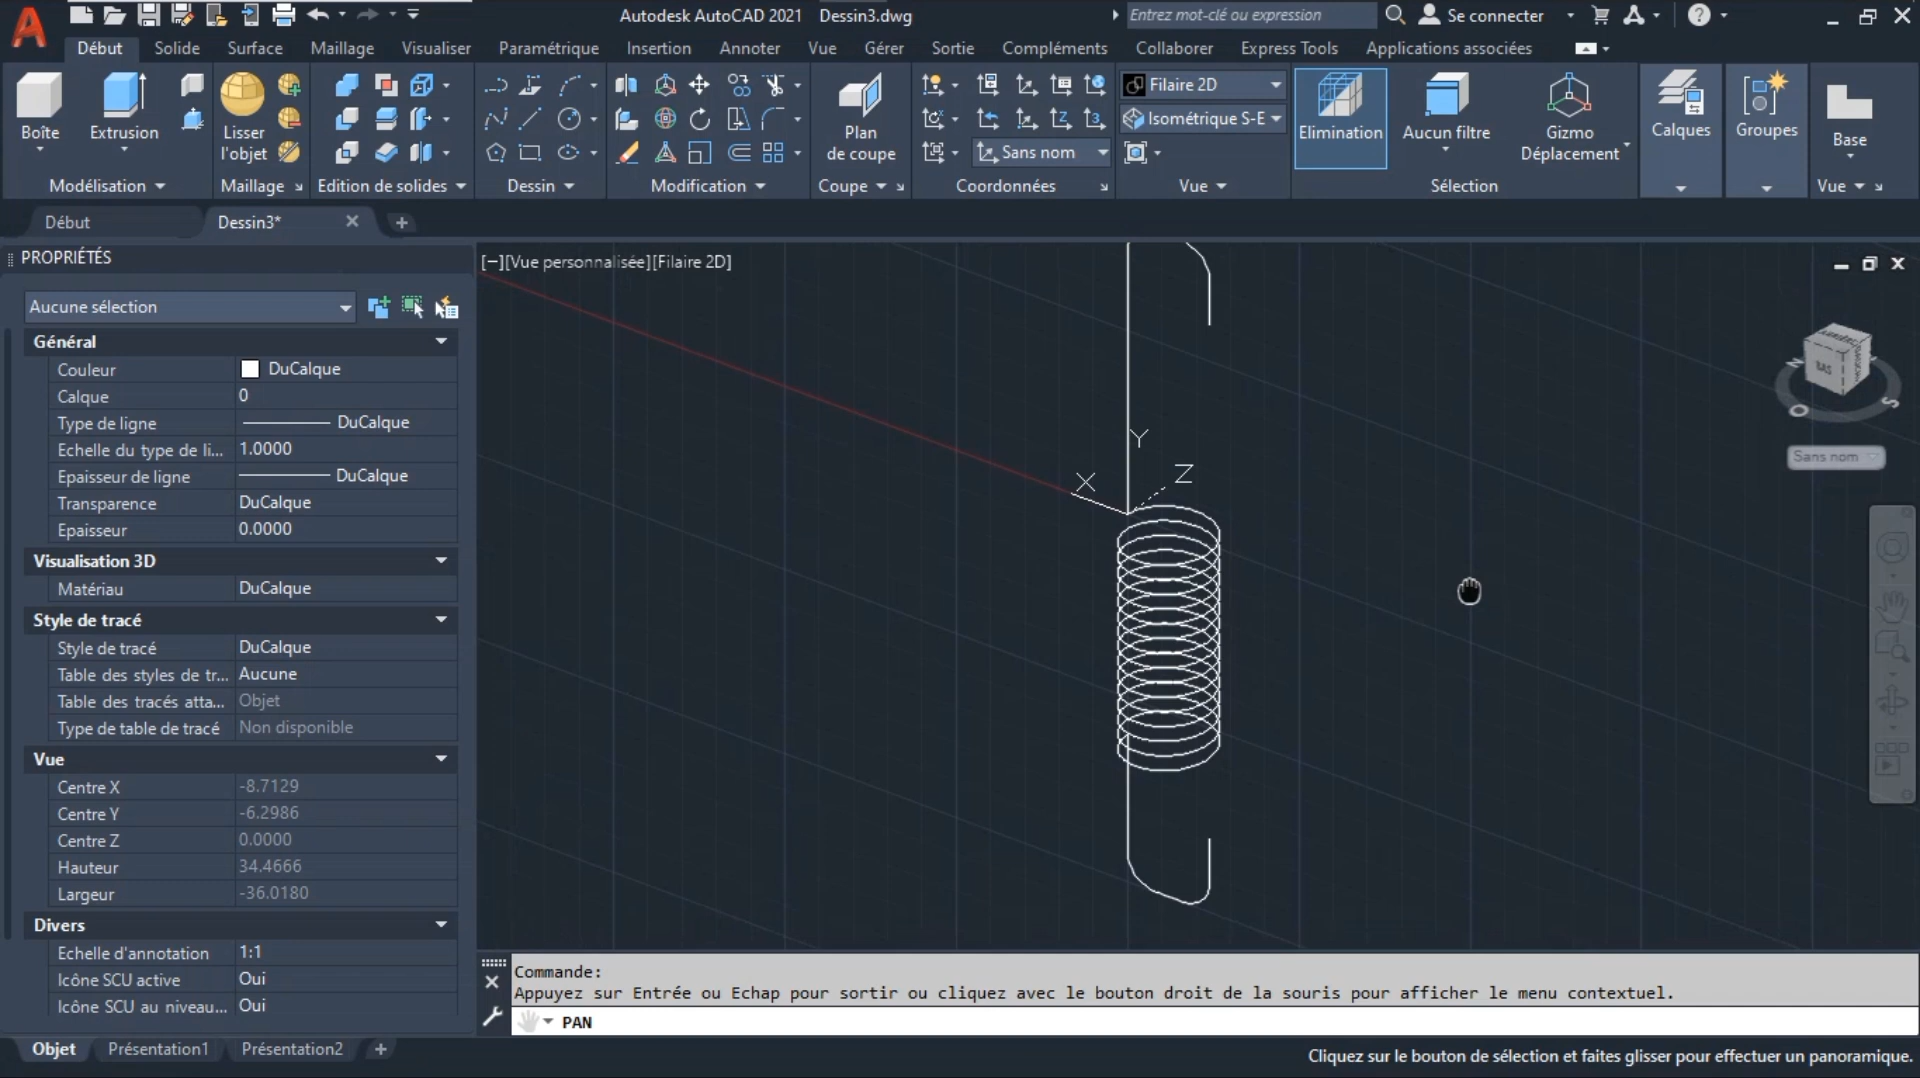 Autodesk AutoCAD 2021 Dessin3.dwg
Entrez mot-clé ou expression
Se connecter
Début Solide Surface Maillage Visualiser Paramétrique Insertion Annoter Vue Gérer Sortie Compléments Collaborer Express Tools Applications associées
Boîte
Extrusion
Lisser
l'objet
Plan
de coupe
Filaire 2D
Isométrique S-E
Sans nom
Elimination
Aucun filtre
Gizmo
Déplacement
Calques
Groupes
Base
Modélisation
Maillage
Edition de solides
Dessin
Modification
Coupe
Coordonnées
Vue
Sélection
Vue
Début
Dessin3*
PROPRIÉTÉS
[−][Vue personnalisée][Filaire 2D]
Aucune sélection
Général
Couleur DuCalque
Calque 0
Type de ligne DuCalque
Echelle du type de li... 1.0000
Epaisseur de ligne DuCalque
Transparence DuCalque
Epaisseur 0.0000
Visualisation 3D
Matériau DuCalque
Style de tracé
Style de tracé DuCalque
Table des styles de tr... Aucune
Table des tracés atta... Objet
Type de table de tracé Non disponible
Vue
Centre X -8.7129
Centre Y -6.2986
Centre Z 0.0000
Hauteur 34.4666
Largeur -36.0180
Divers
Echelle d'annotation 1:1
Icône SCU active Oui
Icône SCU au niveau... Oui
Y
X
Z
BAS
N
O
S
Sans nom
Commande:
Appuyez sur Entrée ou Echap pour sortir ou cliquez avec le bouton droit de la souris pour afficher le menu contextuel.
PAN
Objet Présentation1 Présentation2
Cliquez sur le bouton de sélection et faites glisser pour effectuer un panoramique.